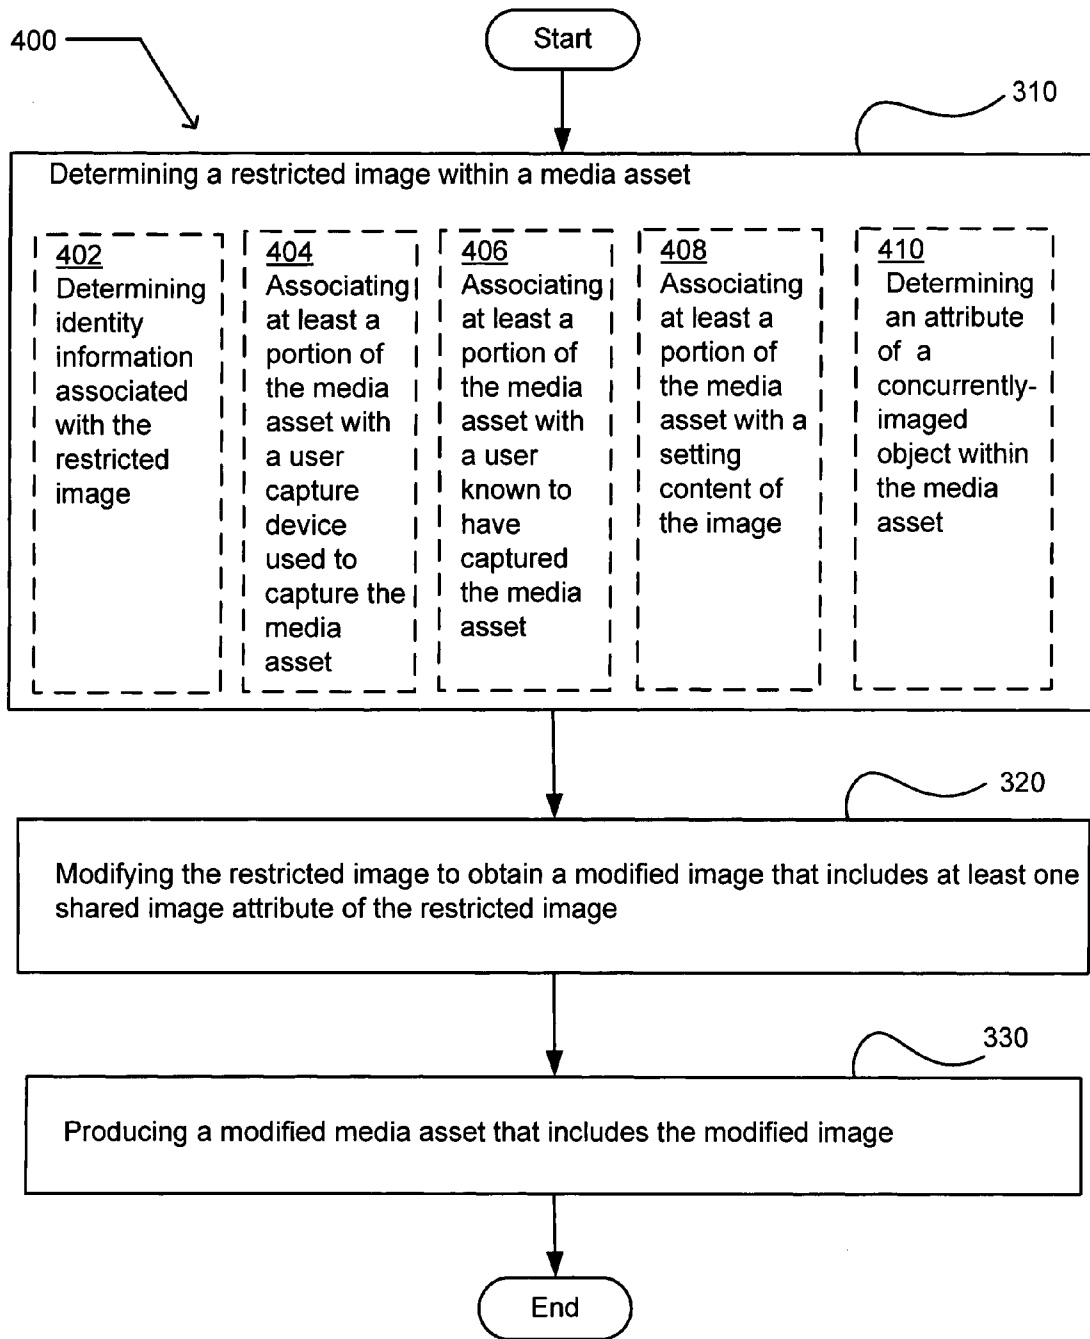 400
Start
310
Determining a restricted image within a media asset
402
Determining
identity
information
associated
with the
restricted
image
404
Associating
at least a
portion of
the media
asset with
a user
capture
device
used to
capture the
media
asset
406
Associating
at least a
portion of
the media
asset with
a user
known to
have
captured
the media
asset
408
Associating
at least a
portion of
the media
asset with a
setting
content of
the image
410
Determining
an attribute
of a
concurrently-
imaged
object within
the media
asset
320
Modifying the restricted image to obtain a modified image that includes at least one
shared image attribute of the restricted image
330
Producing a modified media asset that includes the modified image
End